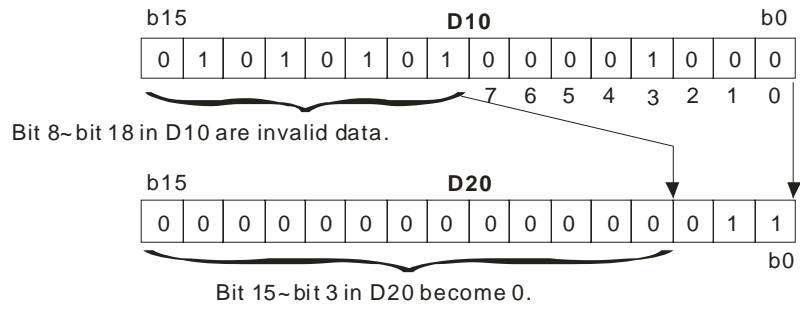 b15 D10 b0
0 1 0 1 0 1 0 1 0 0 0 0 1 0 0 0
7 6 5 4 3 2 1 0
Bit 8~bit 18 in D10 are invalid data.
b15 D20
0 0 0 0 0 0 0 0 0 0 0 0 0 0 1 1
b0
Bit 15~bit 3 in D20 become 0.